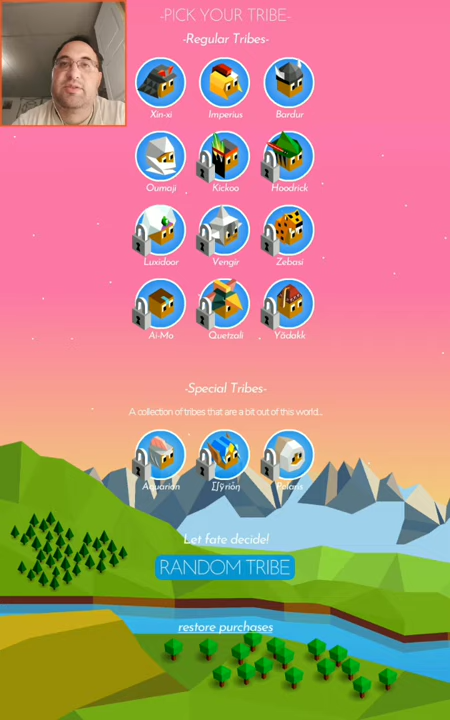 -PICK YOUR TRIBE-
-Regular Tribes-
Xin-xi Imperius Bardur
Oumaji Kickoo Hoodrick
Luxidoor Vengir Zebasi
Ai-Mo Quetzali Yădakk
-Special Tribes-
A collection of tribes that are a bit out of this world...
Aquarion ∑∫ỹriȱŋ Polaris
Let fate decide!
RANDOM TRIBE
restore purchases